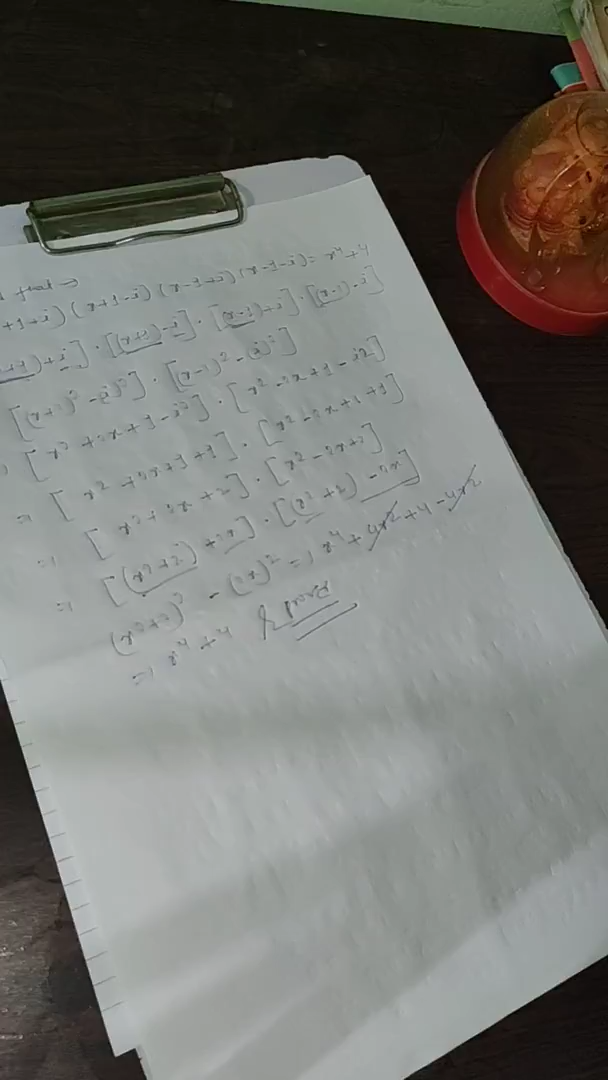 +1+i) (x+1-i) (x-1+i) (x-1-i) = x⁴+4
+i] · [(x+1)-i] · [(x-1)+i] · [(x-1)-i]
[(x+1)² - (i)²] · [(x-1)² - (i)²]
[x²+2x+1-i²] · [x²-2x+1-i2]
= [x2+2x+1+1] · [x²-2x+1+1]
= [x²+2x+2] · [x²-2x+2]
= [(x²+2)+2x] · [(x²+2)-2x]
(x²+2)² - (2x)² = x⁴+4x²+4-4x²
= x⁴+4 Proved